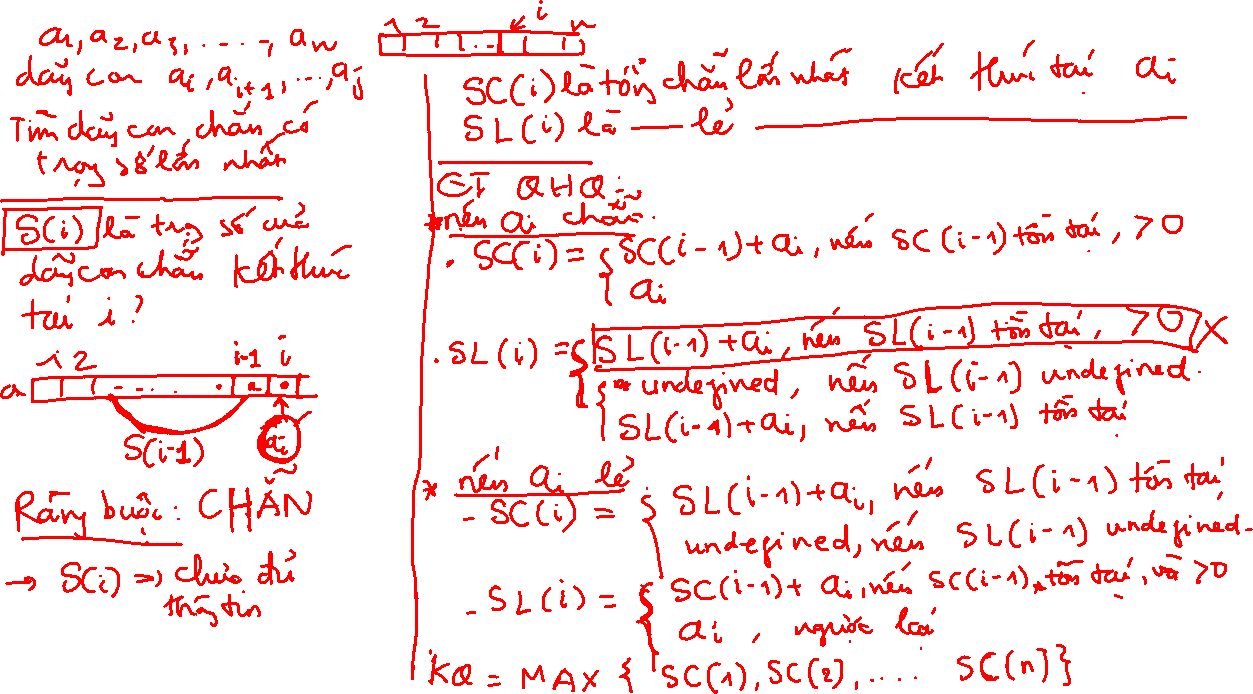 a1, a2, a3, ...., an
dãy con ai, ai+1, ..., aj
Tìm dãy con chẵn có
trọng số lớn nhất
S(i) là trọng số của
dãy con chẵn kết thúc
tại i?
1 2 i-1 i
a - - . . . a
S(i-1) ai
Ràng buộc: CHẴN
→ S(i) => chưa đủ
thông tin
1 2 ... i n
SC(i) là tổng chẵn lớn nhất kết thúc tại ai
SL(i) là — lẻ —
CT QHQ:
* nếu ai chẵn.
. SC(i) = { SC(i-1) + ai, nếu SC(i-1) tồn tại, >0
ai
. SL(i) = { SL(i-1) + ai, nếu SL(i-1) tồn tại, >0 X
* undefined, nếu SL(i-1) undefined.
SL(i-1) + ai, nếu SL(i-1) tồn tại
* nếu ai lẻ
- SC(i) = { SL(i-1) + ai, nếu SL(i-1) tồn tại
undefined, nếu SL(i-1) undefined.
- SL(i) = { SC(i-1) + ai, nếu SC(i-1) tồn tại, và >0
ai, ngược lại
KQ = MAX { SC(1), SC(2), .... SC(n) }